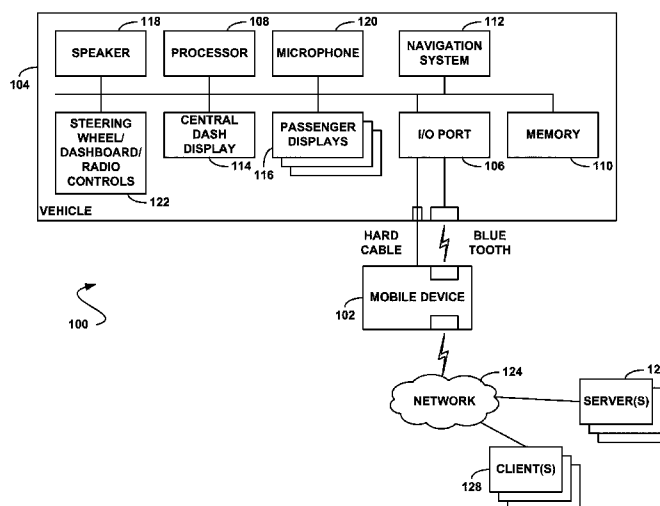 118
108
120
112
104
SPEAKER
PROCESSOR
MICROPHONE
NAVIGATION
SYSTEM
STEERING
WHEEL/
DASHBOARD/
RADIO
CONTROLS
122
CENTRAL
DASH
DISPLAY
114
PASSENGER
DISPLAYS
116
I/O PORT
106
MEMORY
110
VEHICLE
HARD
CABLE
BLUE
TOOTH
MOBILE DEVICE
102
100
124
NETWORK
SERVER(S)
CLIENT(S)
128